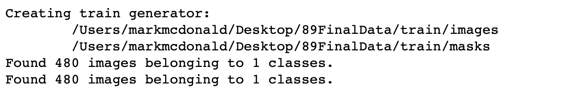 Creating train generator:
/Users/markmcdonald/Desktop/89FinalData/train/images
/Users/markmcdonald/Desktop/89FinalData/train/masks
Found 480 images belonging to 1 classes.
Found 480 images belonging to 1 classes.